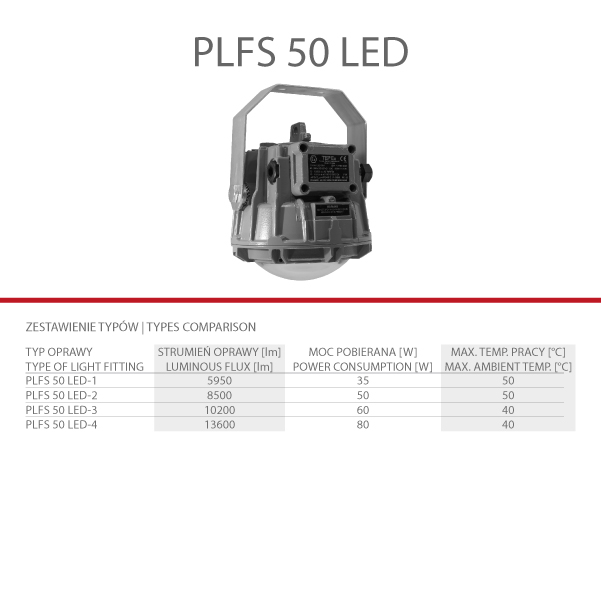 PLFS 50 LED
ZESTAWIENIE TYPÓW | TYPES COMPARISON
TYP OPRAWY STRUMIEŃ OPRAWY [lm] MOC POBIERANA [W] MAX. TEMP. PRACY [°C]
TYPE OF LIGHT FITTING LUMINOUS FLUX [lm] POWER CONSUMPTION [W] MAX. AMBIENT TEMP. [°C]
PLFS 50 LED-1 5950 35 50
PLFS 50 LED-2 8500 50 50
PLFS 50 LED-3 10200 60 40
PLFS 50 LED-4 13600 80 40